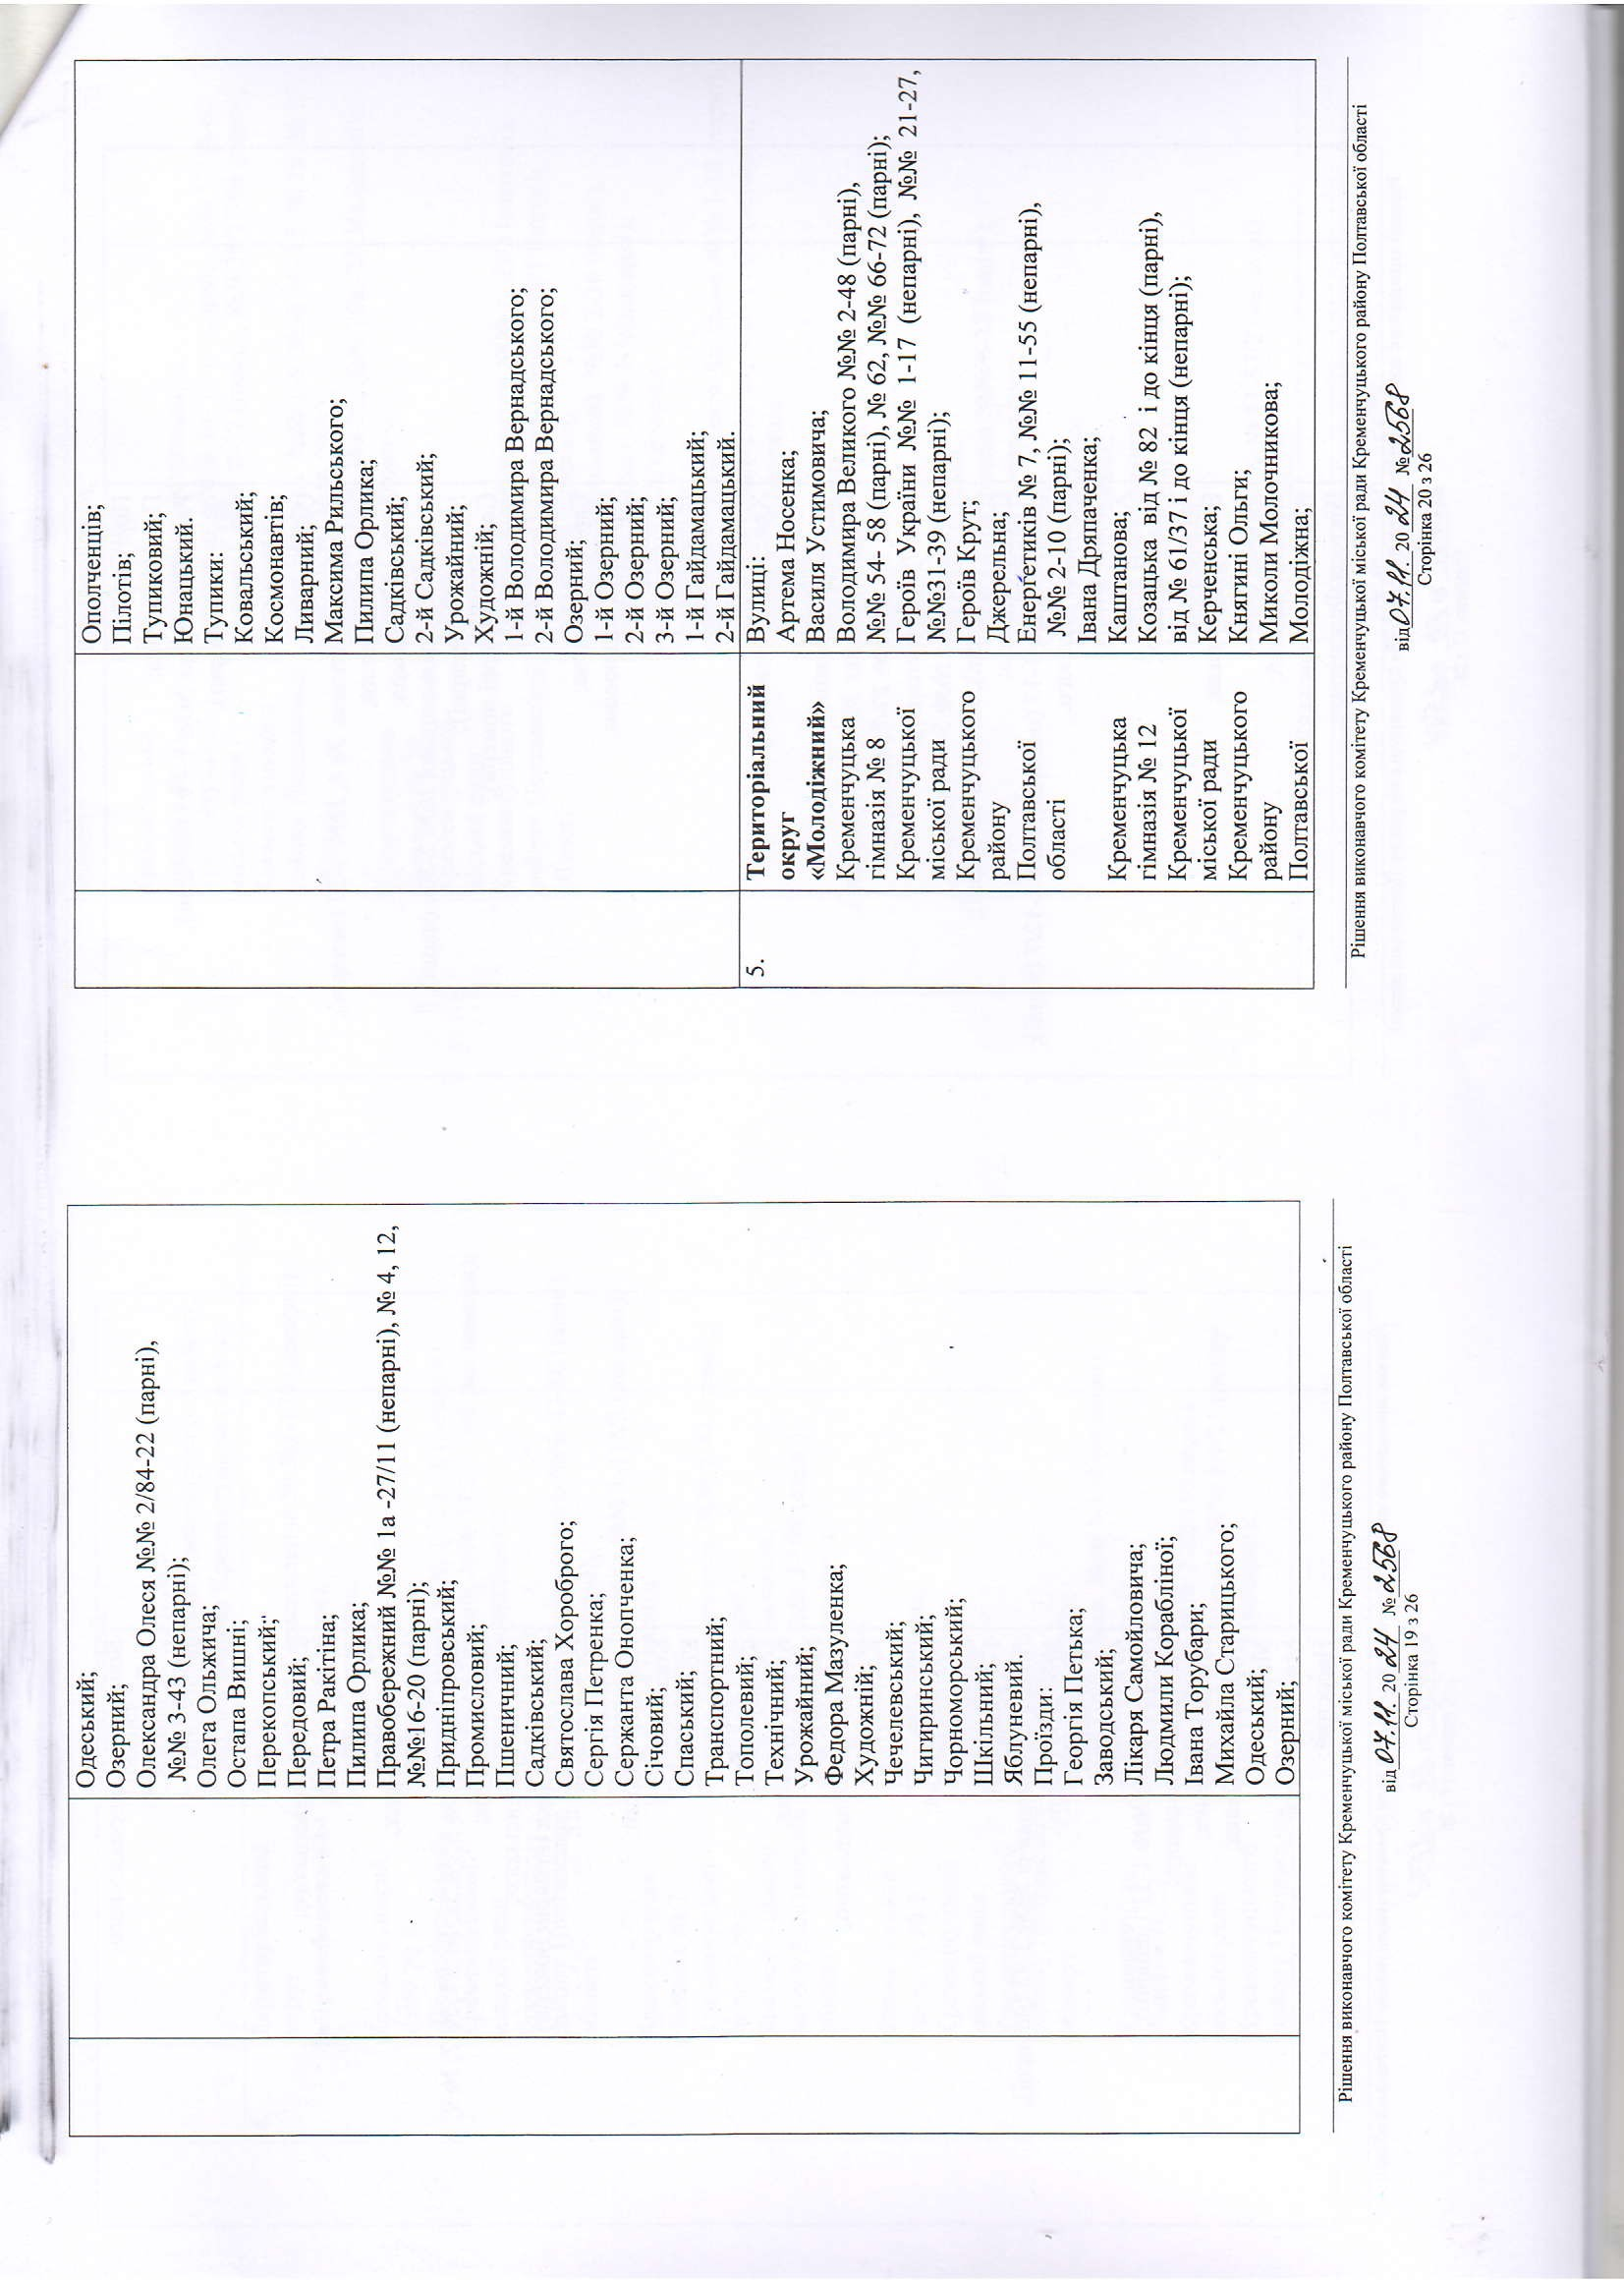 Одеський;
Озерний;
Олександра Олеся №№ 2/84-22 (парні),
№№ 3-43 (непарні);
Олега Ольжича;
Остапа Вишні;
Перекопський;
Передовий;
Петра Ракітіна;
Пилипа Орлика;
Правобережний №№ 1а -27/11 (непарні), № 4, 12,
№№16-20 (парні);
Придніпровський;
Промисловий;
Пшеничний;
Садківський;
Святослава Хороброго;
Сергія Петренка;
Сержанта Онопченка;
Січовий;
Спаський;
Транспортний;
Тополевий;
Технічний;
Урожайний;
Федора Мазуленка;
Художній;
Чечелевський;
Чигиринський;
Чорноморський;
Шкільний;
Яблуневий.
Проїзди:
Георгія Петька;
Заводський;
Лікаря Самойловича;
Людмили Корабліної;
Івана Торубари;
Михайла Старицького;
Одеський;
Озерний;
Рішення виконавчого комітету Кременчуцької міської ради Кременчуцького району Полтавської області
від 07.11. 20 24 № 2568
Сторінка 19 з 26
Ополченців;
Пілотів;
Тупиковий;
Юнацький.
Тупики:
Ковальський;
Космонавтів;
Ливарний;
Максима Рильського;
Пилипа Орлика;
Садківський;
2-й Садківський;
Урожайний;
Художній;
1-й Володимира Вернадського;
2-й Володимира Вернадського;
Озерний;
1-й Озерний;
2-й Озерний;
3-й Озерний;
1-й Гайдамацький;
2-й Гайдамацький.
5.
Територіальний
округ
«Молодіжний»
Кременчуцька
гімназія № 8
Кременчуцької
міської ради
Кременчуцького
району
Полтавської
області
Кременчуцька
гімназія № 12
Кременчуцької
міської ради
Кременчуцького
району
Полтавської
Вулиці:
Артема Носенка;
Василя Устимовича;
Володимира Великого №№ 2-48 (парні),
№№ 54- 58 (парні), № 62, №№ 66-72 (парні);
Героїв України №№ 1-17 (непарні), №№ 21-27,
№№31-39 (непарні);
Героїв Крут;
Джерельна;
Енергетиків № 7, №№ 11-55 (непарні),
№№ 2-10 (парні);
Івана Дряпаченка;
Каштанова;
Козацька від № 82 і до кінця (парні),
від № 61/37 і до кінця (непарні);
Керченська;
Княгині Ольги;
Миколи Молочникова;
Молодіжна;
Рішення виконавчого комітету Кременчуцької міської ради Кременчуцького району Полтавської області
від 07.11. 20 24 № 2568
Сторінка 20 з 26